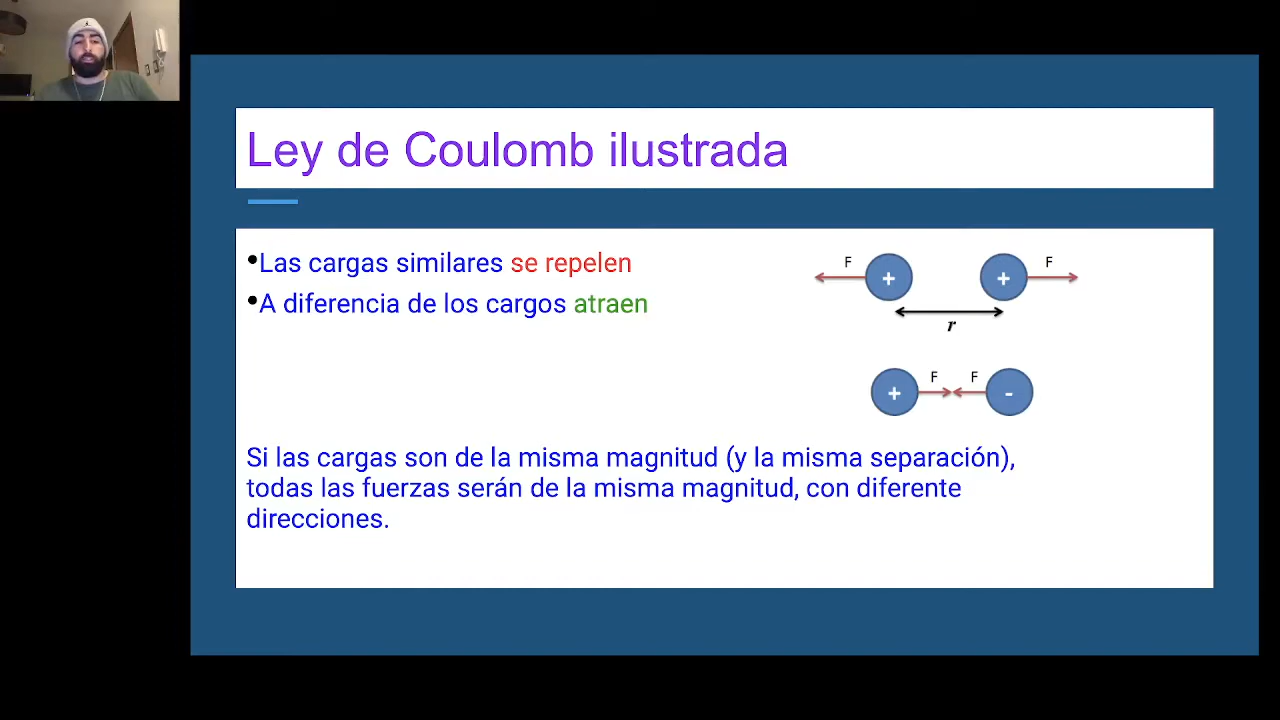 Ley de Coulomb ilustrada
•Las cargas similares se repelen
•A diferencia de los cargos atraen
F + + F
r
+ F F -
Si las cargas son de la misma magnitud (y la misma separación),
todas las fuerzas serán de la misma magnitud, con diferente
direcciones.